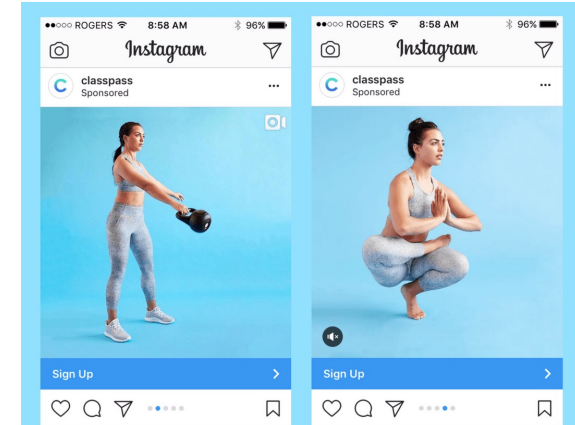 ROGERS 8:58 AM 96%
Instagram
classpass
Sponsored
Sign Up
ROGERS 8:58 AM 96%
Instagram
classpass
Sponsored
Sign Up